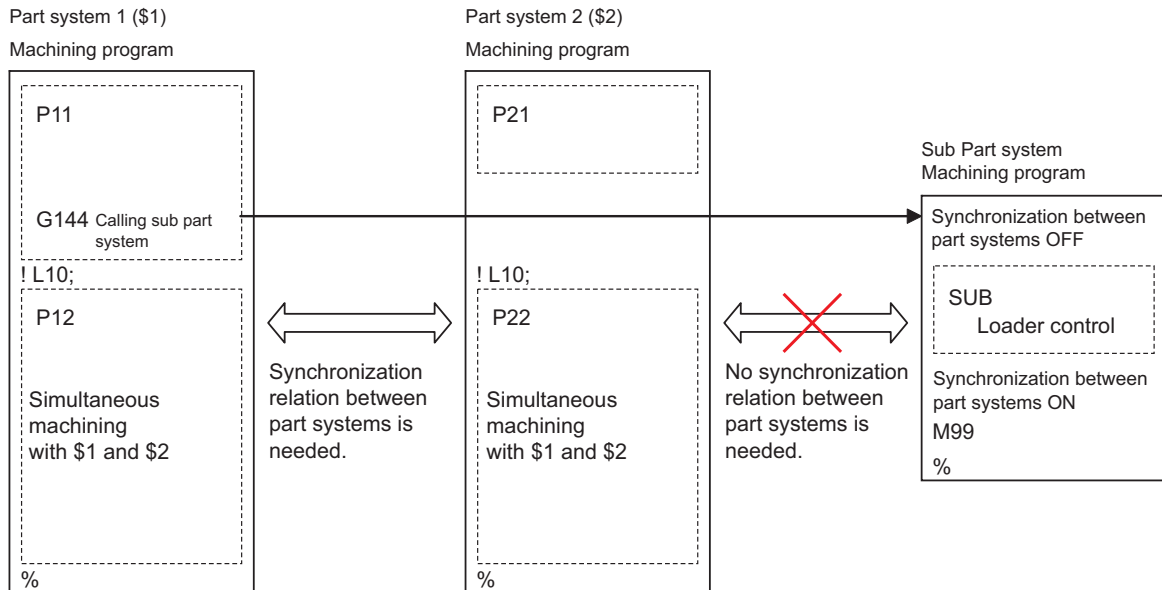 Part system 1 ($1)
Machining program
P11
G144 Calling sub part
system
! L10;
P12
Simultaneous
machining
with $1 and $2
%
Synchronization
relation between
part systems is
needed.
Part system 2 ($2)
Machining program
P21
! L10;
P22
Simultaneous
machining
with $1 and $2
%
No synchronization
relation between
part systems is
needed.
Sub Part system
Machining program
Synchronization between
part systems OFF
SUB
Loader control
Synchronization between
part systems ON
M99
%